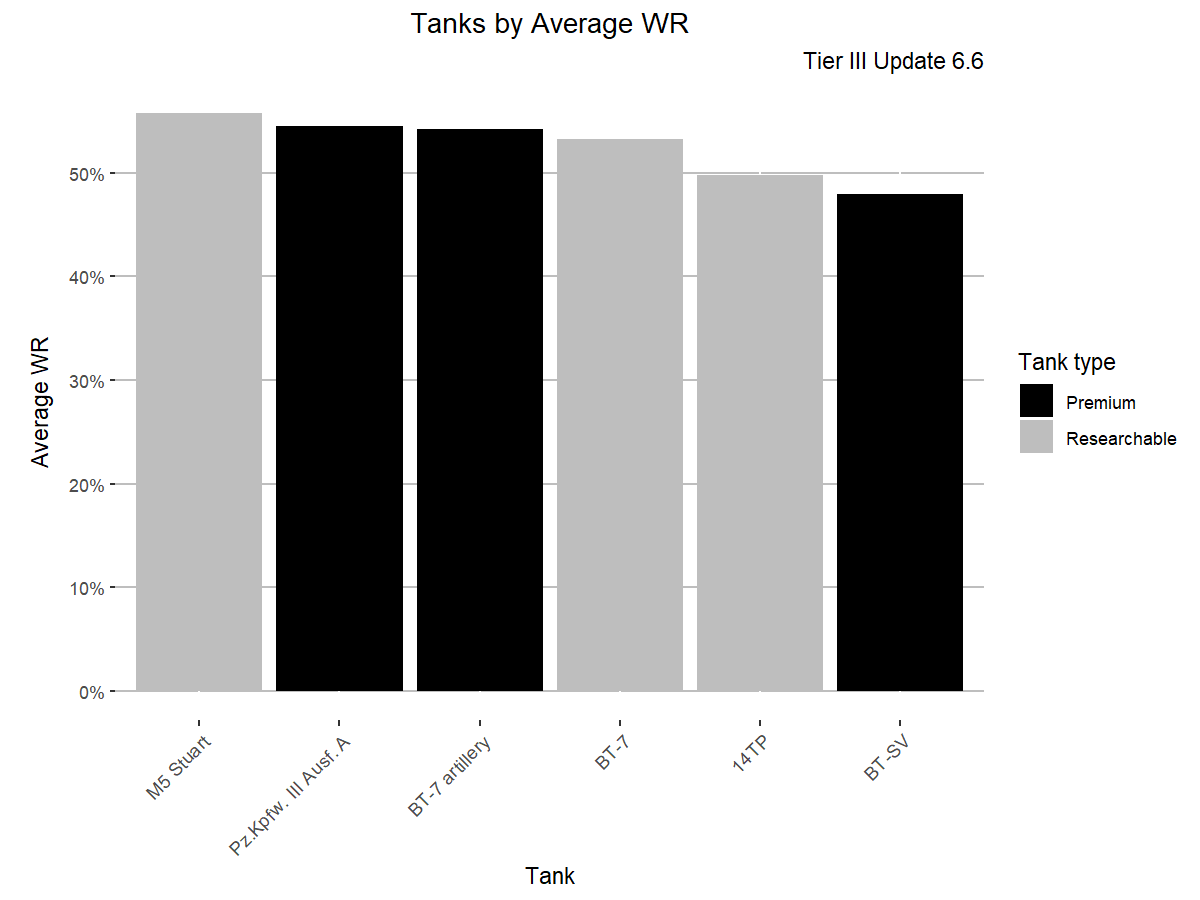 Tanks by Average WR
Tier III Update 6.6
Average WR
50%
40%
30%
20%
10%
0%
M5 Stuart
Pz.Kpfw. III Ausf. A
BT-7 artillery
BT-7
14TP
BT-SV
Tank
Tank type
Premium
Researchable